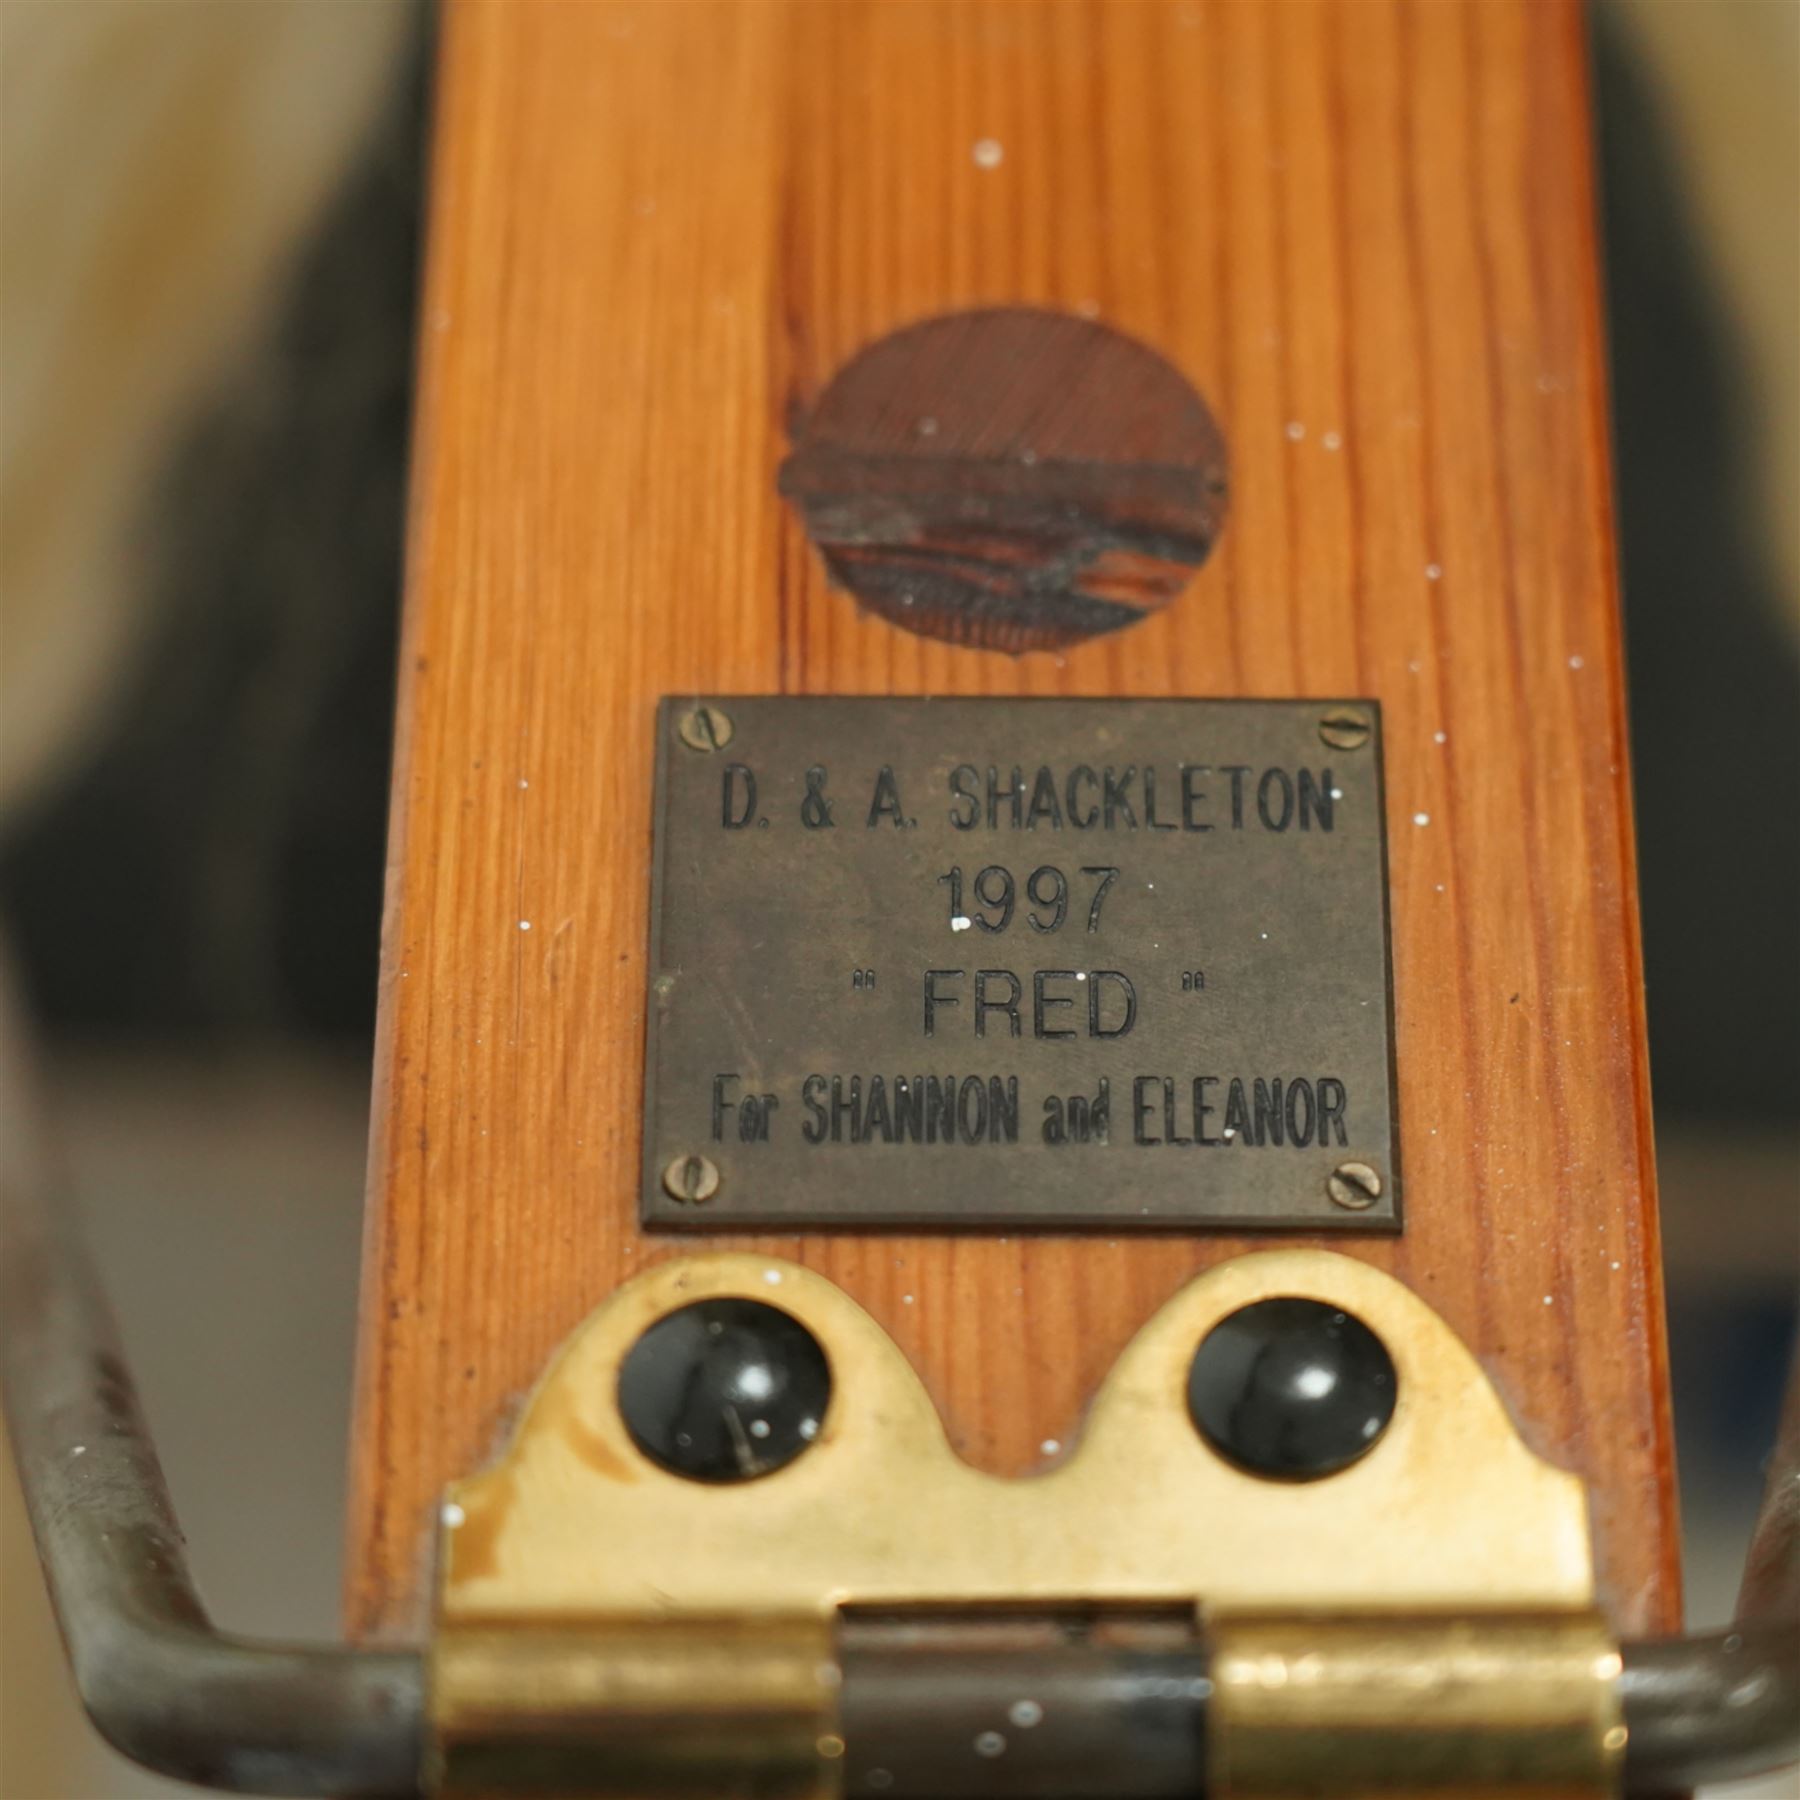 D. & A. SHACKLETON
1997
" FRED "
For SHANNON and ELEANOR